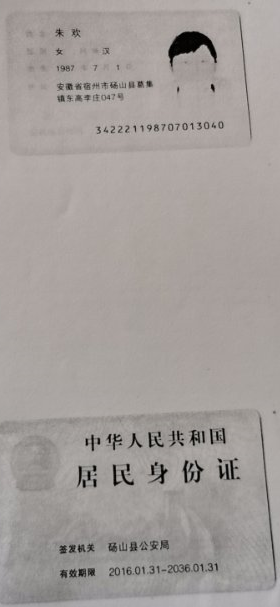 朱欢
女 汉
1987 年 7 月 1 日
安徽省宿州市砀山县葛集
镇东高李庄047号
342221198707013040
中华人民共和国
居民身份证
签发机关 砀山县公安局
有效期限 2016.01.31-2036.01.31